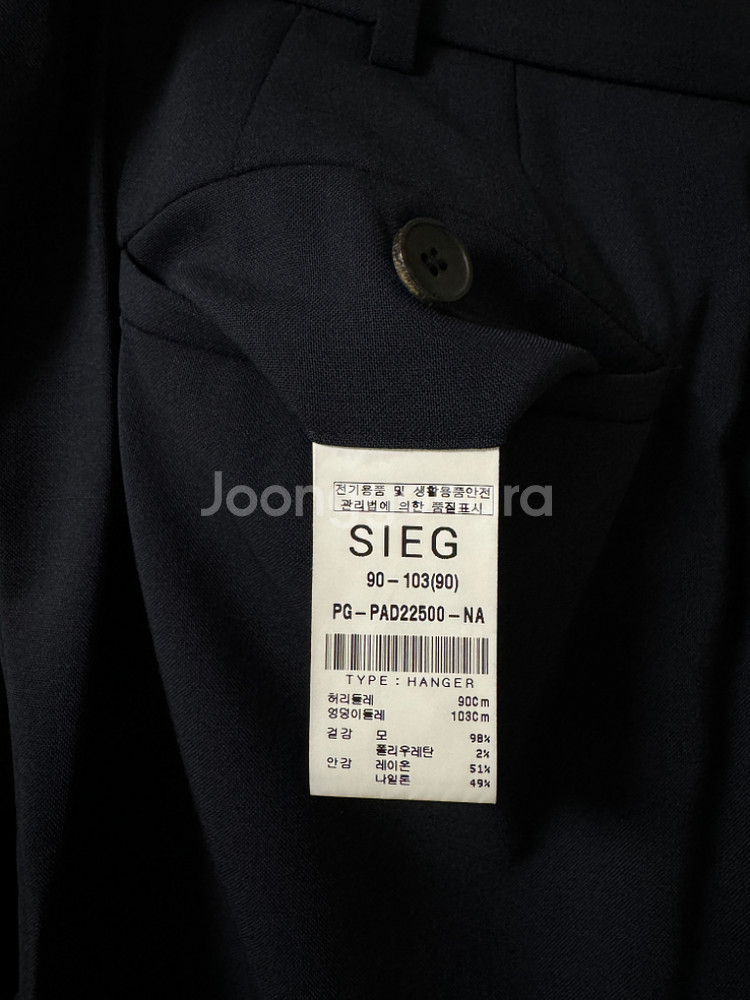 전기용품 및 생활용품안전
관리법에 의한 품질표시
SIEG
90-103(90)
PG-PAD22500-NA
TYPE : HANGER
허리둘레 90Cm
엉덩이둘레 103Cm
겉감 모 98%
폴리우레탄 2%
안감 레이온 51%
나일론 49%